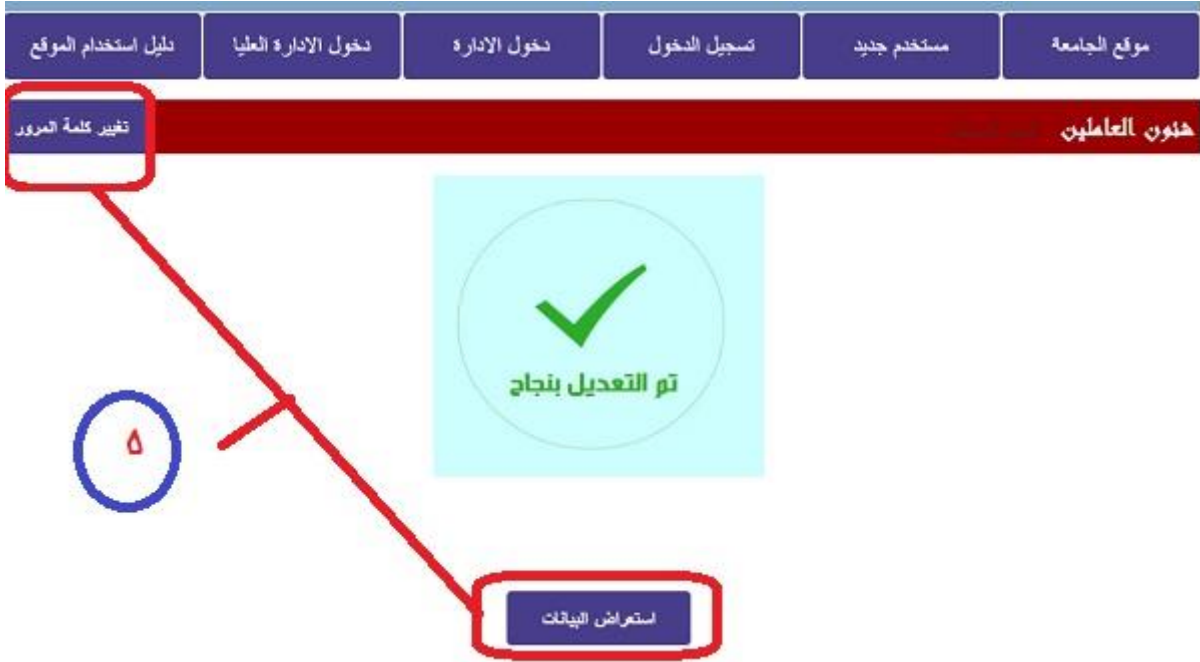 موقع الجامعة
مستخدم جديد
تسجيل الدخول
دخول الادارة
دخول الادارة العليا
دليل استخدام الموقع
شئون العاملين
تغيير كلمة المرور
تم التعديل بنجاح
٥
استعراض البيانات